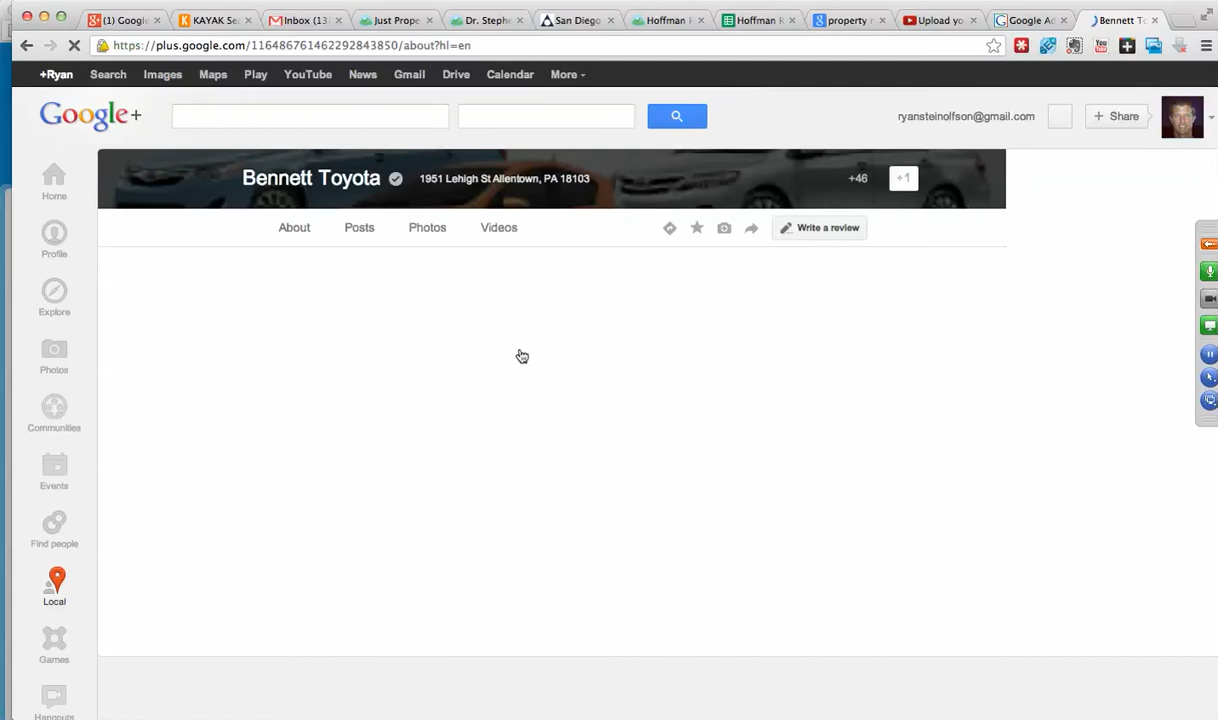 (1) Google
KAYAK Se
Inbox (13
Just Prope
Dr. Steph
San Diego
Hoffman
Hoffman R
property r
Upload yo
Google Ad
Bennett To
https://plus.google.com/116486761462292843850/about?hl=en
+Ryan Search Images Maps Play YouTube News Gmail Drive Calendar More
Google+
ryansteinolfson@gmail.com
+ Share
Bennett Toyota
1951 Lehigh St Allentown, PA 18103
+46
+1
About Posts Photos Videos
Write a review
Home
Profile
Explore
Photos
Communities
Events
Find people
Local
Games
Hangouts